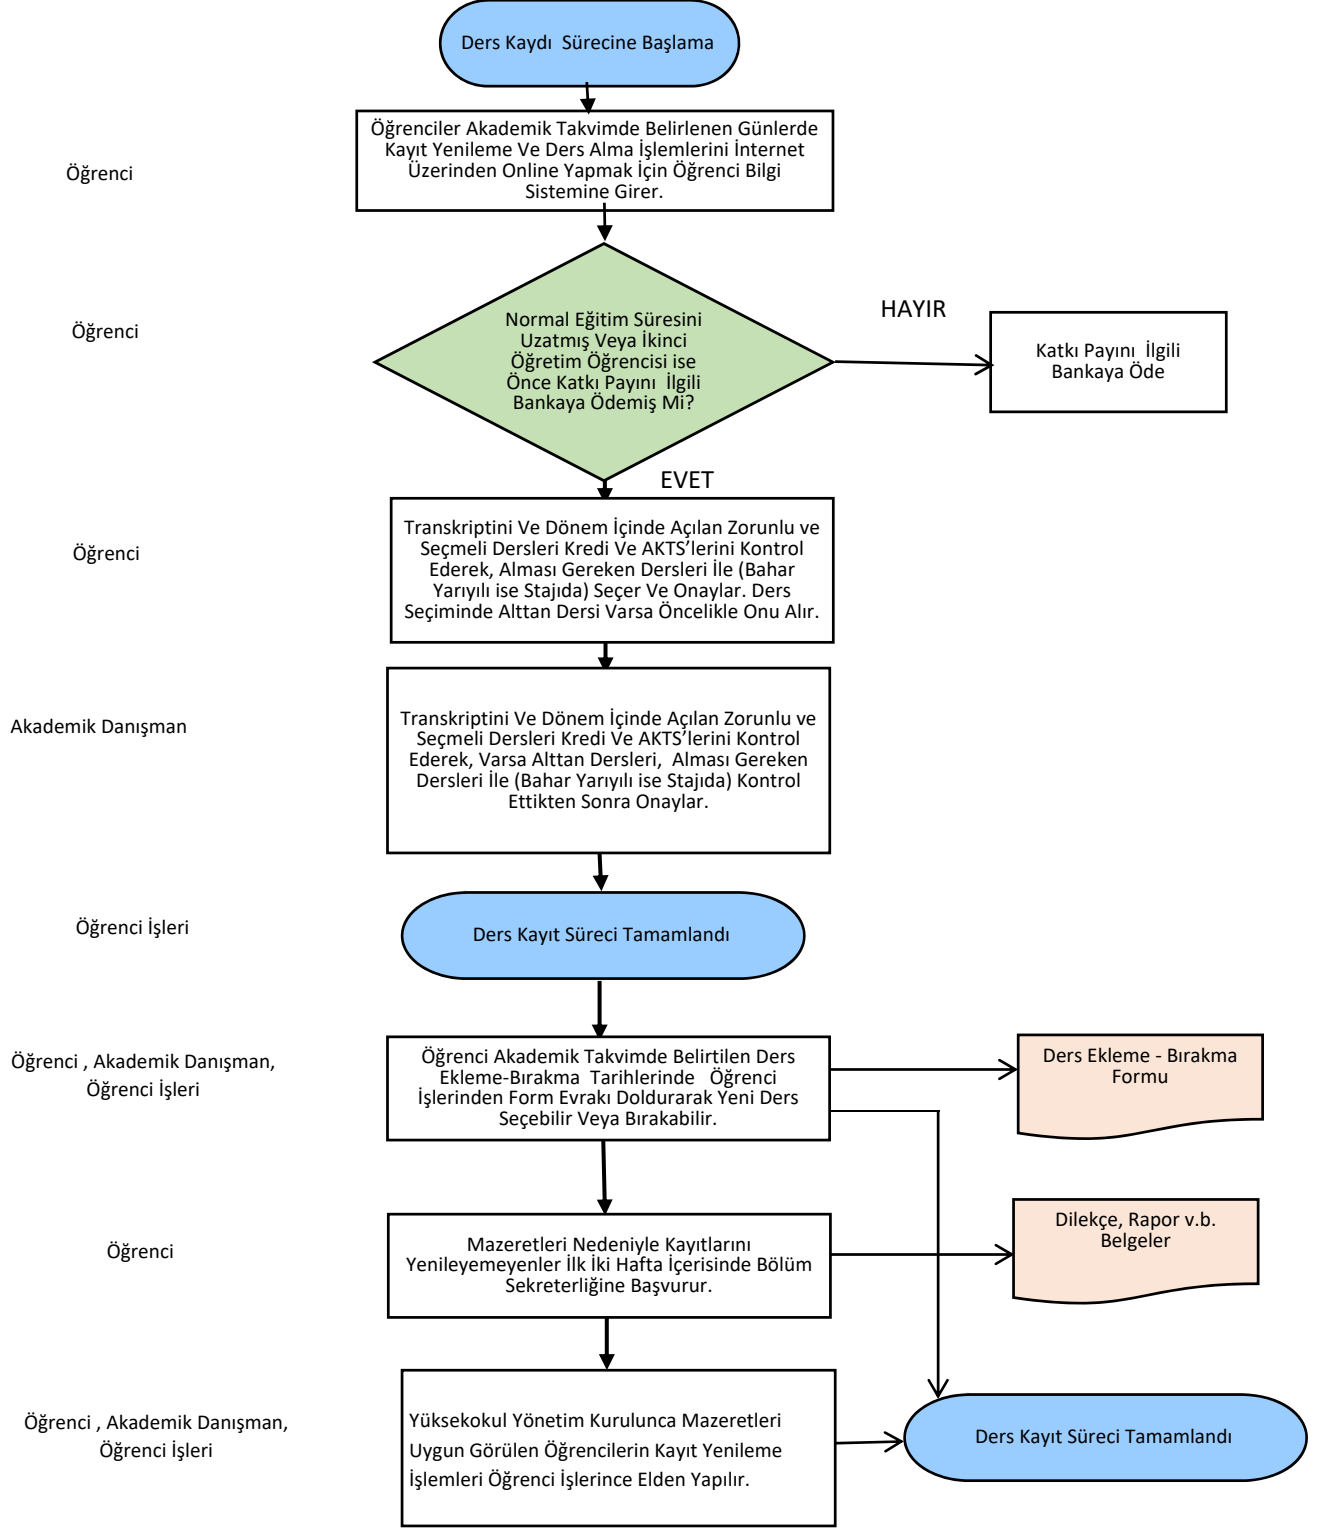 Ders Kaydı  Sürecine Başlama
Öğrenci
Öğrenciler Akademik Takvimde Belirlenen Günlerde
Kayıt Yenileme Ve Ders Alma İşlemlerini İnternet
Üzerinden Online Yapmak İçin Öğrenci Bilgi
Sistemine Girer.
Öğrenci
Normal Eğitim Süresini
Uzatmış Veya İkinci
Öğretim Öğrencisi ise
Önce Katkı Payını  İlgili
Bankaya Ödemiş Mi?
HAYIR
Katkı Payını  İlgili
Bankaya Öde
EVET
Öğrenci
Transkriptini Ve Dönem İçinde Açılan Zorunlu ve
Seçmeli Dersleri Kredi Ve AKTS’lerini Kontrol
Ederek, Alması Gereken Dersleri İle (Bahar
Yarıyılı ise Stajıda) Seçer Ve Onaylar. Ders
Seçiminde Alttan Dersi Varsa Öncelikle Onu Alır.
Akademik Danışman
Transkriptini Ve Dönem İçinde Açılan Zorunlu ve
Seçmeli Dersleri Kredi Ve AKTS’lerini Kontrol
Ederek, Varsa Alttan Dersleri,  Alması Gereken
Dersleri İle (Bahar Yarıyılı ise Stajıda) Kontrol
Ettikten Sonra Onaylar.
Öğrenci İşleri
Ders Kayıt Süreci Tamamlandı
Öğrenci , Akademik Danışman,
Öğrenci İşleri
Öğrenci Akademik Takvimde Belirtilen Ders
Ekleme-Bırakma  Tarihlerinde   Öğrenci
İşlerinden Form Evrakı Doldurarak Yeni Ders
Seçebilir Veya Bırakabilir.
Ders Ekleme - Bırakma
Formu
Öğrenci
Mazeretleri Nedeniyle Kayıtlarını
Yenileyemeyenler İlk İki Hafta İçerisinde Bölüm
Sekreterliğine Başvurur.
Dilekçe, Rapor v.b.
Belgeler
Öğrenci , Akademik Danışman,
Öğrenci İşleri
Yüksekokul Yönetim Kurulunca Mazeretleri
Uygun Görülen Öğrencilerin Kayıt Yenileme
İşlemleri Öğrenci İşlerince Elden Yapılır.
Ders Kayıt Süreci Tamamlandı